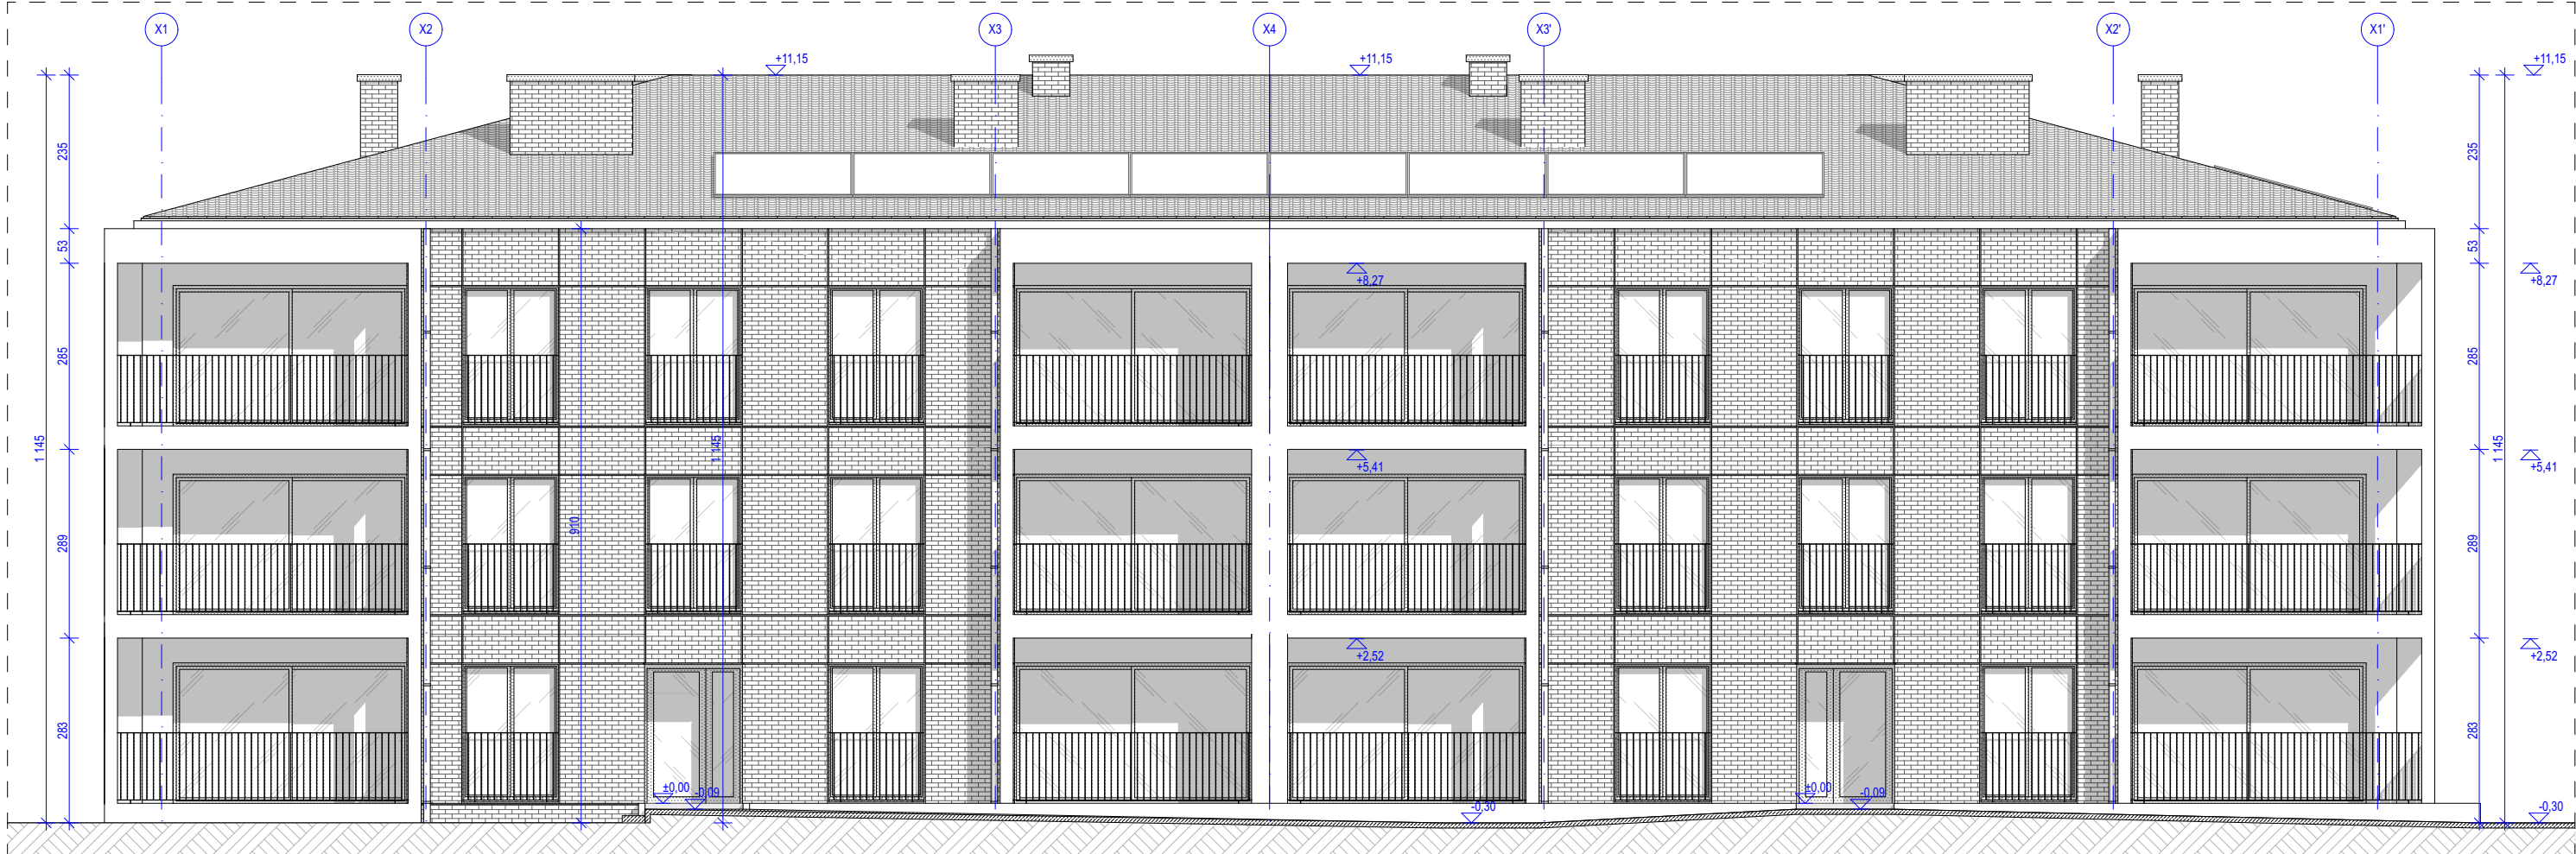 X1 X2 X3 X4 X3' X2' X1'
+11,15 +11,15 +11,15
235 235
53 53
+8,27 +8,27
285 285
1 145 1 145 1 145
+5,41 +5,41
910
289 289
+2,52 +2,52
283 283
±0,00 -0,09 ±0,00 -0,09
-0,30 -0,30